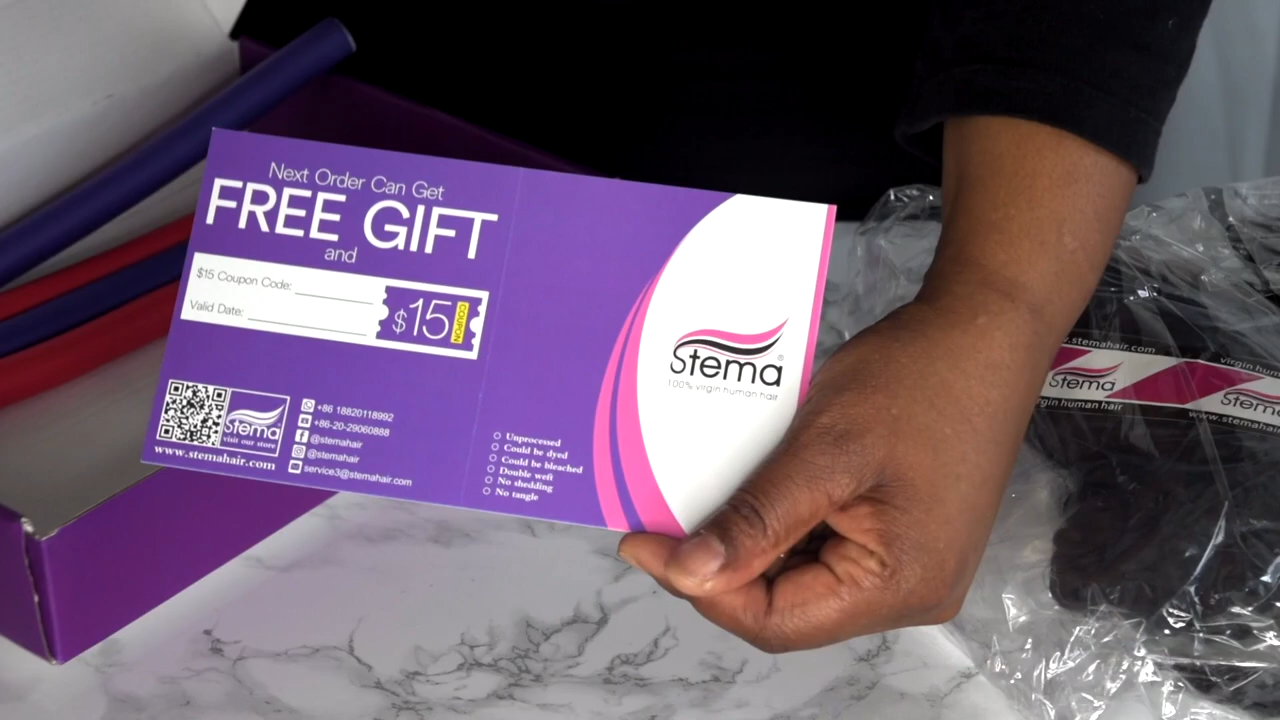 Next Order Can Get
FREE GIFT
and
$15 Coupon Code:
Valid Date:
$15
COUPON
Stema
visit our store
www.stemahair.com
+86 18820118992
+86-20-29060888
@stemahair
@stemahair
service3@stemahair.com
Unprocessed
Could be dyed
Could be bleached
Double weft
No shedding
No tangle
Stema®
100% virgin human hair
www.stemahair.com
Stema
virgin human hair
virgin hum
Stema
www.stemahair